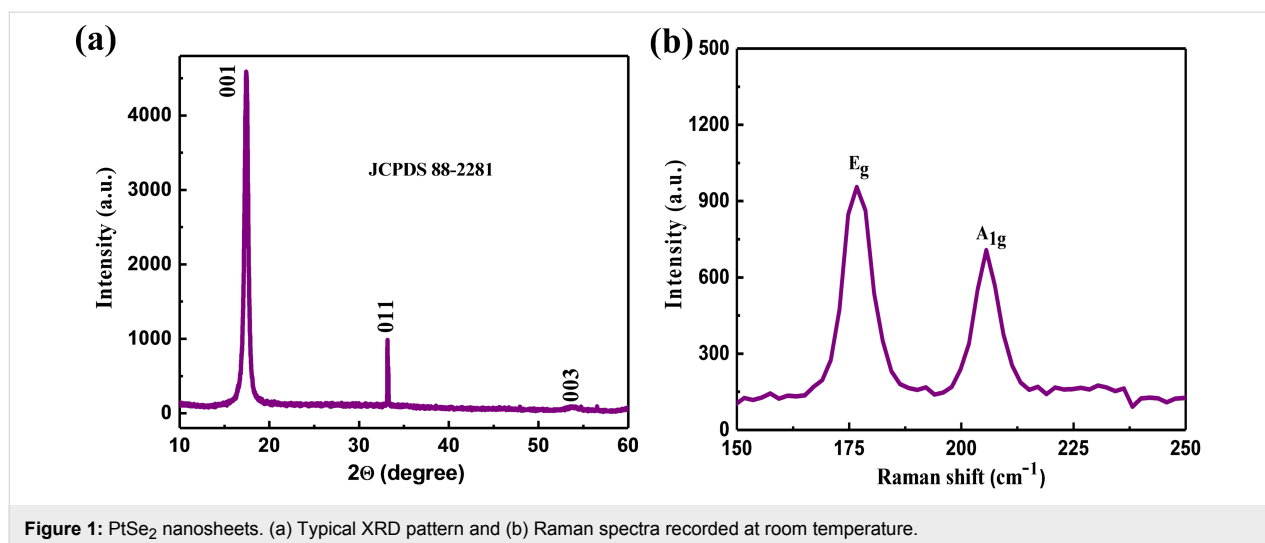 (a)
001
4000
3000
2000
1000
0
Intensity (a.u.)
JCPDS 88-2281
011
003
10 20 30 40 50 60
2Θ (degree)
(b)
500
1200
900
600
300
0
Intensity (a.u.)
E_g
A_1g
150 175 200 225 250
Raman shift (cm⁻¹)
Figure 1: PtSe₂ nanosheets. (a) Typical XRD pattern and (b) Raman spectra recorded at room temperature.